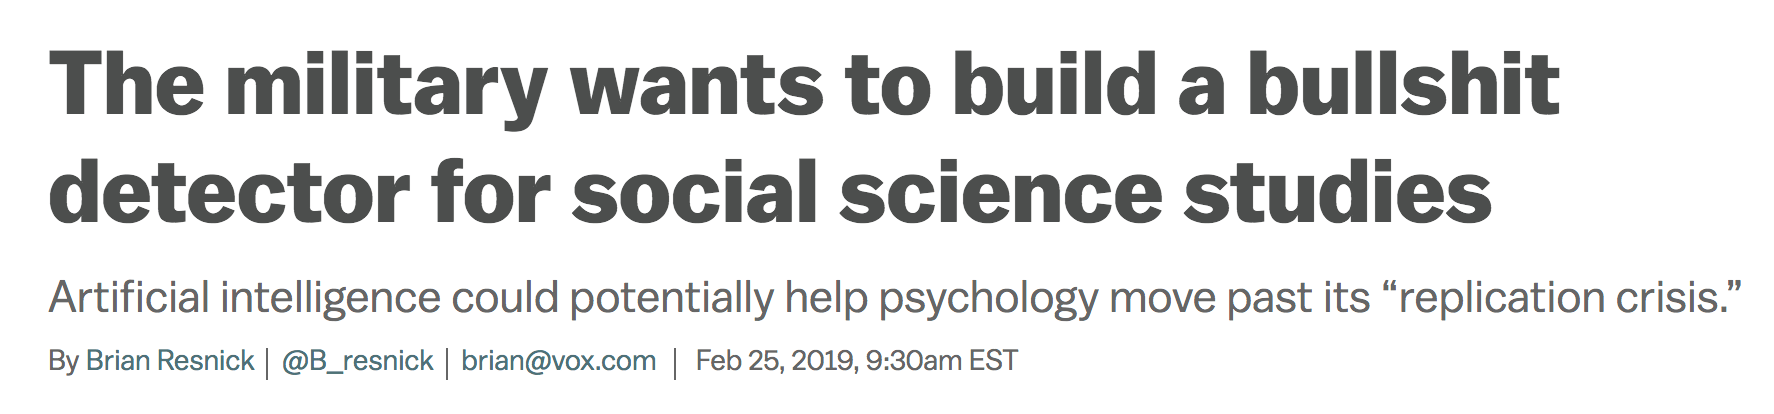 The military wants to build a bullshit
detector for social science studies
Artificial intelligence could potentially help psychology move past its “replication crisis.”
By Brian Resnick | @B_resnick | brian@vox.com | Feb 25, 2019, 9:30am EST